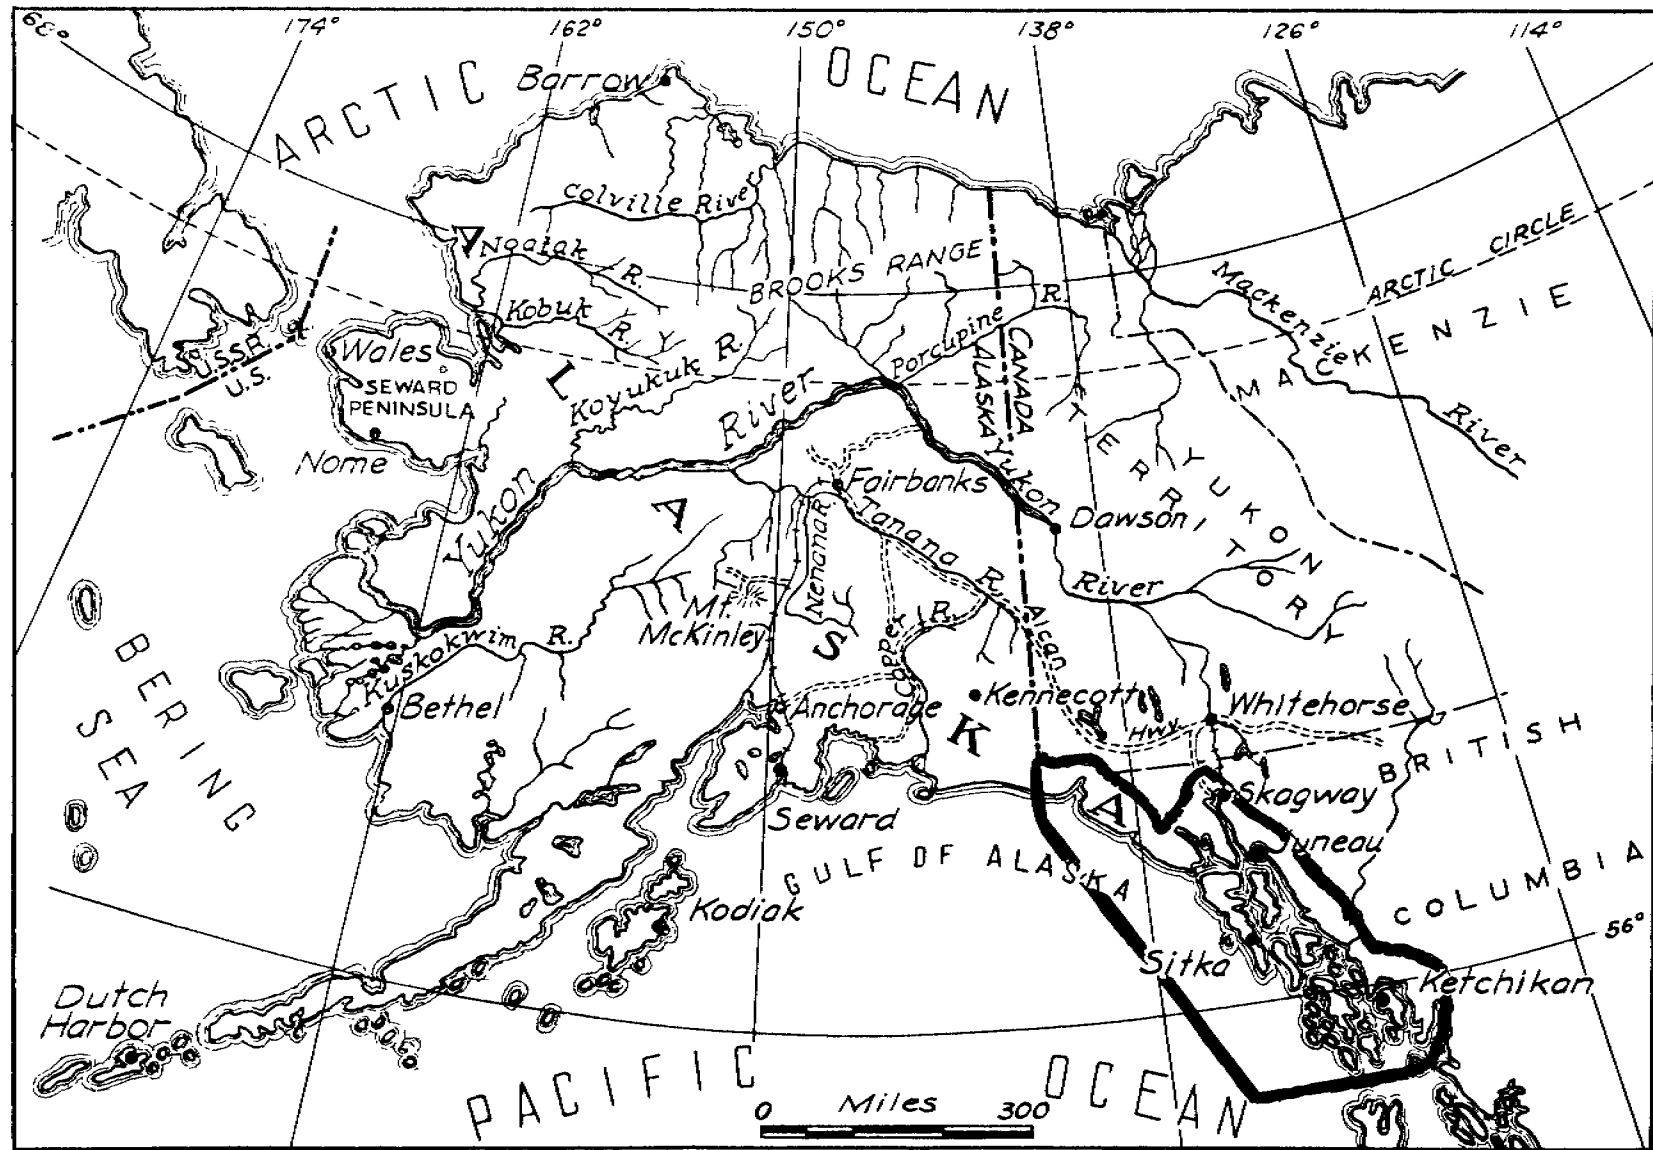 68°
174°
162°
150°
138°
126°
114°
ARCTIC OCEAN
Barrow
Colville River
Noatak R.
BROOKS RANGE
ARCTIC CIRCLE
Mackenzie River
MACKENZIE
Kobuk R.
Porcupine R.
CANADA
ALASKA
U.S.S.R.
U.S.
Wales
SEWARD
PENINSULA
Koyukuk R.
Nome
Yukon River
Yukon
Fairbanks
YUKON
TERRITORY
Dawson
Tanana R.
Nenana R.
River
Mt.
McKinley
Copper R.
Alcan
Hwy
Kuskokwim R.
Bethel
Anchorage
Kennecott
Whitehorse
BERING
SEA
ALASKA
BRITISH
COLUMBIA
Skagway
Seward
Juneau
GULF OF ALASKA
Kodiak
Sitka
56°
Ketchikan
Dutch
Harbor
PACIFIC OCEAN
0 Miles 300